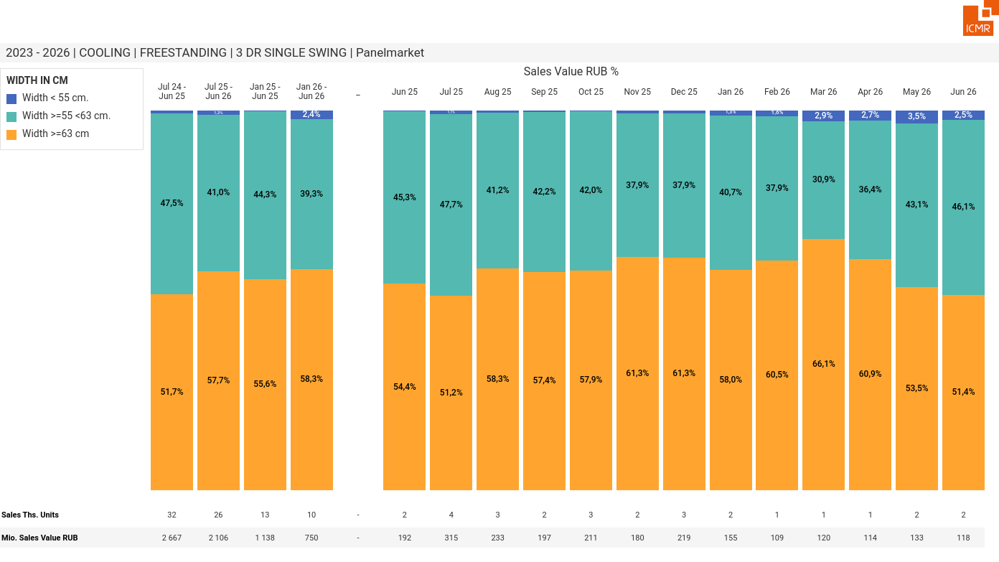 ICMR
2023 - 2026 | COOLING | FREESTANDING | 3 DR SINGLE SWING | Panelmarket
WIDTH IN CM
Width < 55 cm.
Width >=55 <63 cm.
Width >=63 cm
Sales Value RUB %
Jul 24 - Jun 25 Jul 25 - Jun 26 Jan 25 - Jun 25 Jan 26 - Jun 26 – Jun 25 Jul 25 Aug 25 Sep 25 Oct 25 Nov 25 Dec 25 Jan 26 Feb 26 Mar 26 Apr 26 May 26 Jun 26
1,3% 2,4% 1,1% 1,3% 1,6% 2,9% 2,7% 3,5% 2,5%
47,5% 41,0% 44,3% 39,3% 45,3% 47,7% 41,2% 42,2% 42,0% 37,9% 37,9% 40,7% 37,9% 30,9% 36,4% 43,1% 46,1%
51,7% 57,7% 55,6% 58,3% 54,4% 51,2% 58,3% 57,4% 57,9% 61,3% 61,3% 58,0% 60,5% 66,1% 60,9% 53,5% 51,4%
Sales Ths. Units 32 26 13 10 - 2 4 3 2 3 2 3 2 1 1 1 2 2
Mio. Sales Value RUB 2 667 2 106 1 138 750 - 192 315 233 197 211 180 219 155 109 120 114 133 118